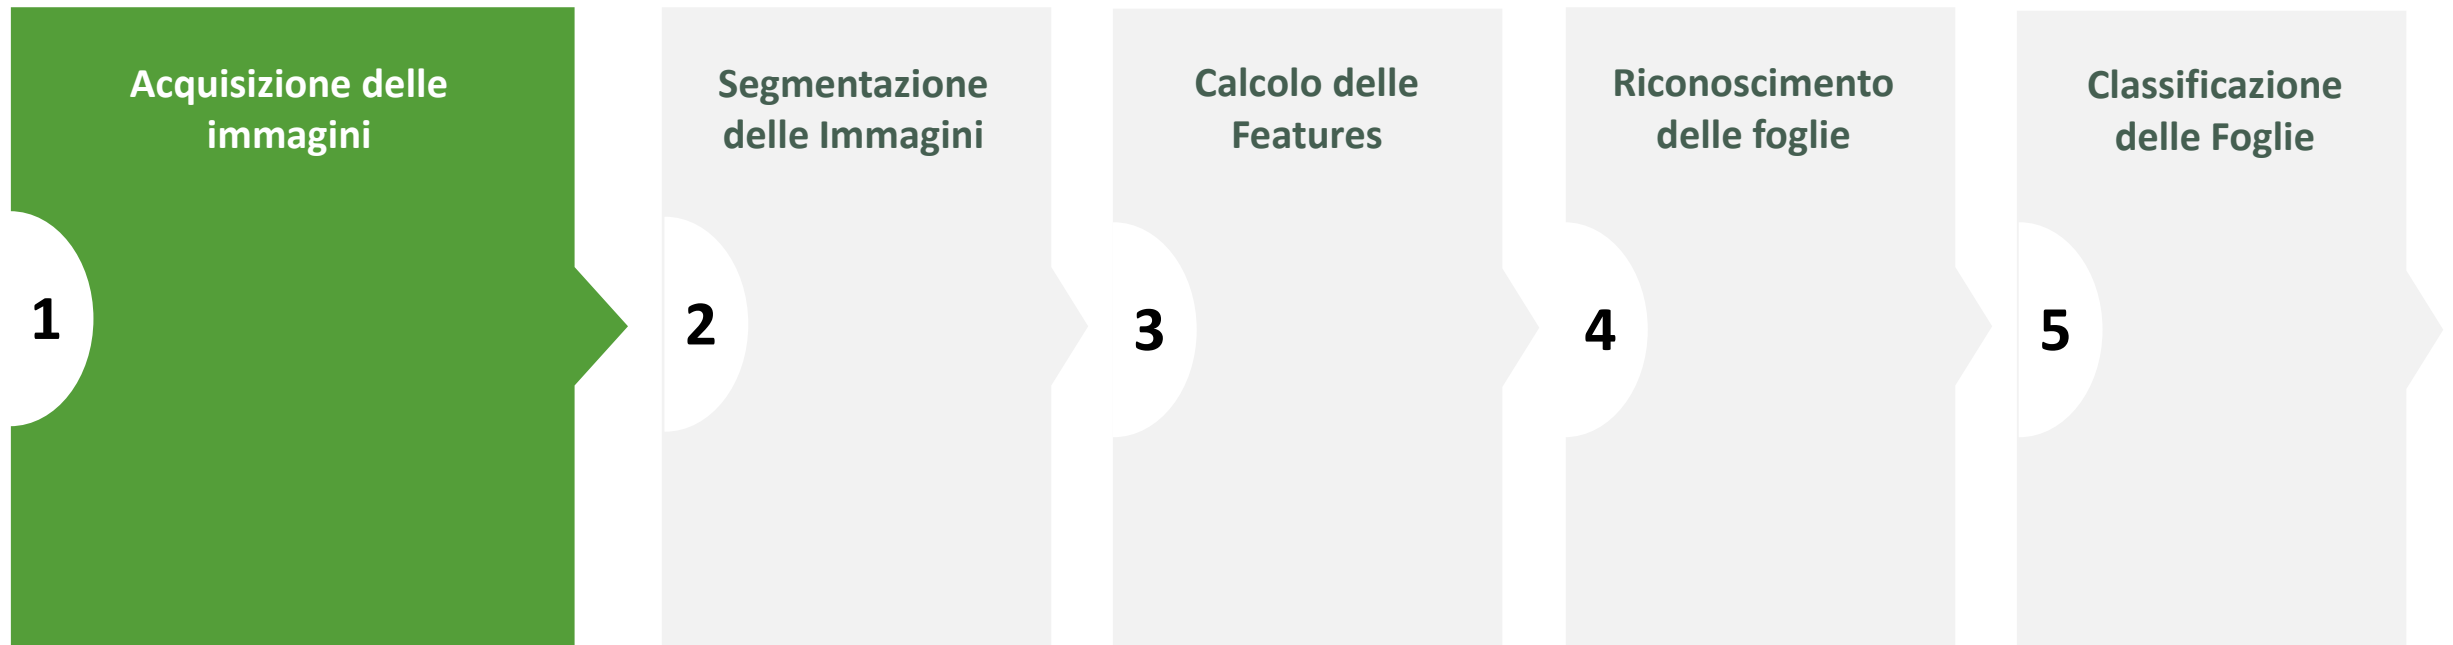 Acquisizione delle
immagini
1
Segmentazione
delle Immagini
2
Calcolo delle
Features
3
Riconoscimento
delle foglie
4
Classificazione
delle Foglie
5